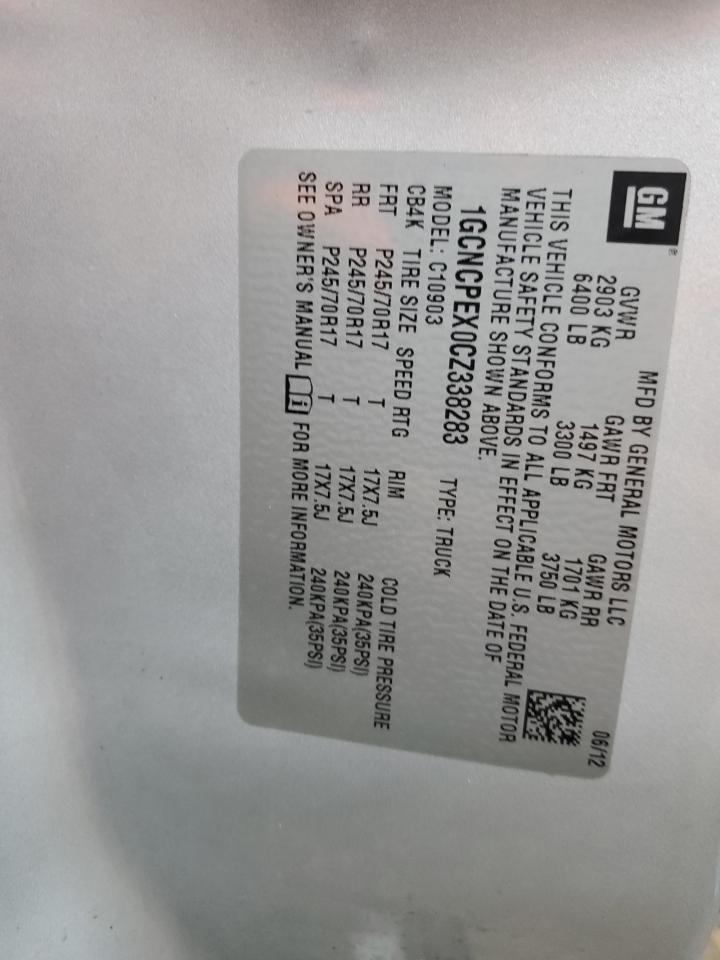 GM®
MFD BY GENERAL MOTORS LLC 06/12
GVWR GAWR FRT GAWR RR
2903 KG 1497 KG 1701 KG
6400 LB 3300 LB 3750 LB
THIS VEHICLE CONFORMS TO ALL APPLICABLE U.S. FEDERAL MOTOR
VEHICLE SAFETY STANDARDS IN EFFECT ON THE DATE OF
MANUFACTURE SHOWN ABOVE.
1GCNCPEX0CZ338283 TYPE: TRUCK
MODEL: C10903
CB4K TIRE SIZE SPEED RTG RIM COLD TIRE PRESSURE
FRT P245/70R17 T 17X7.5J 240KPA(35PSI)
RR P245/70R17 T 17X7.5J 240KPA(35PSI)
SPA P245/70R17 T 17X7.5J 240KPA(35PSI)
SEE OWNER'S MANUAL i FOR MORE INFORMATION.